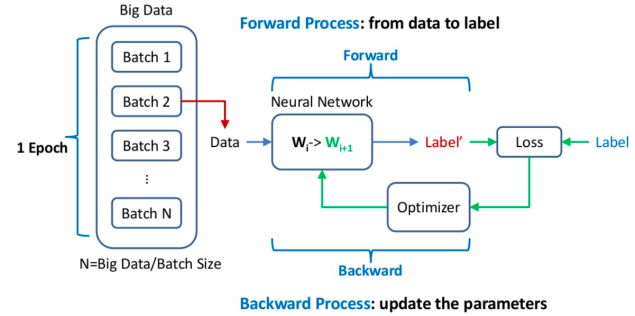 Big Data
Forward Process: from data to label
Batch 1
Batch 2
Batch 3
⋮
Batch N
1 Epoch
N=Big Data/Batch Size
Forward
Neural Network
Data
Wi-> Wi+1
Label’
Loss
Label
Optimizer
Backward
Backward Process: update the parameters